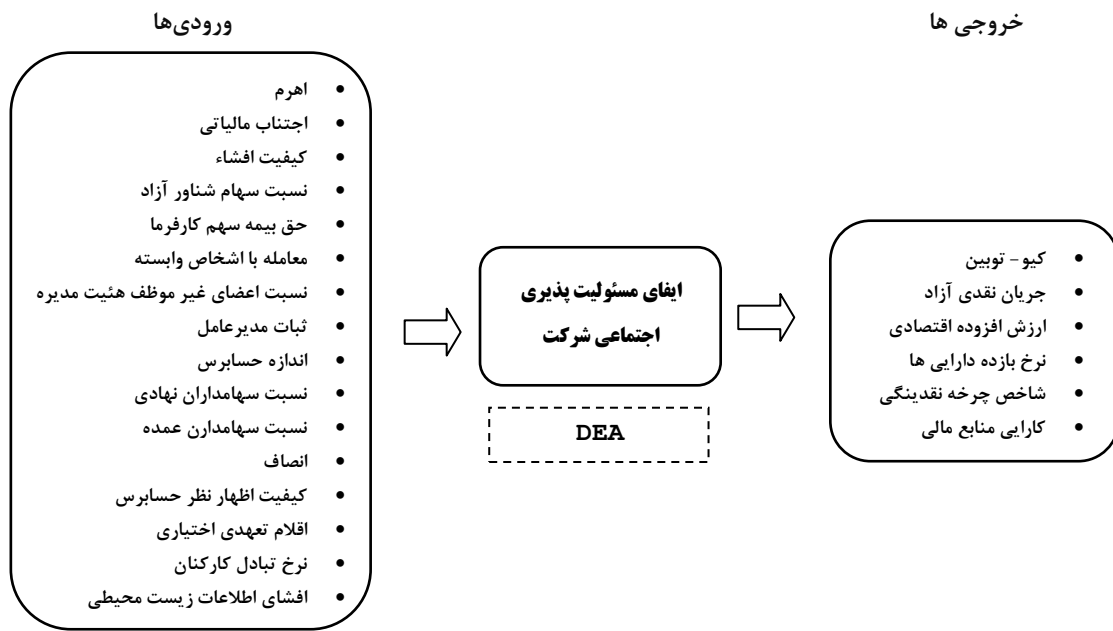 ورودی‌ها
اهرم
اجتناب مالیاتی
کیفیت افشاء
نسبت سهام شناور آزاد
حق بیمه سهم کارفرما
معامله با اشخاص وابسته
نسبت اعضای غیر موظف هئیت مدیره
ثبات مدیرعامل
اندازه حسابرس
نسبت سهامداران نهادی
نسبت سهامدارن عمده
انصاف
کیفیت اظهار نظر حسابرس
اقلام تعهدی اختیاری
نرخ تبادل کارکنان
افشای اطلاعات زیست محیطی
ایفای مسئولیت پذیری
اجتماعی شرکت
DEA
خروجی ها
کیو – توبین
جریان نقدی آزاد
ارزش افزوده اقتصادی
نرخ بازده دارایی ها
شاخص چرخه نقدینگی
کارایی منابع مالی